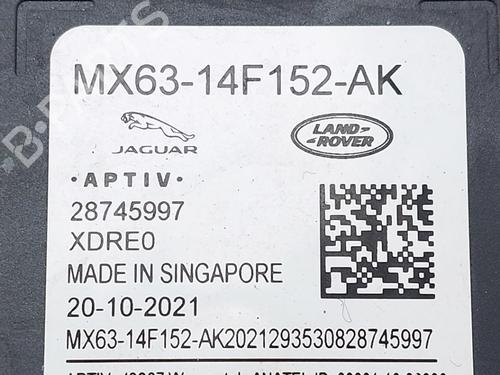 MX63-14F152-AK
JAGUAR
LAND-
ROVER
•APTIV•
28745997
XDRE0
MADE IN SINGAPORE
20-10-2021
MX63-14F152-AK2021293530828745997